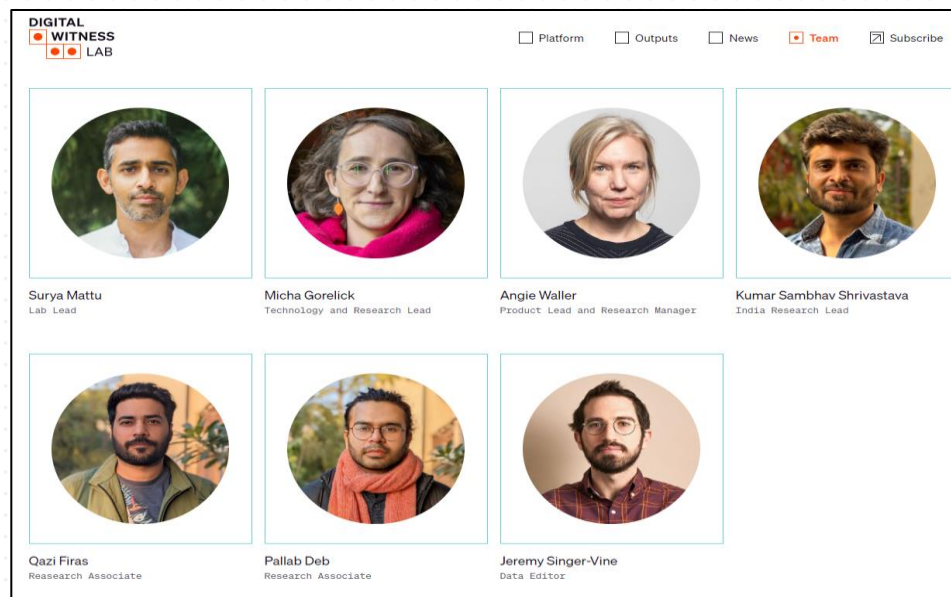 DIGITAL
WITNESS
LAB
Platform
Outputs
News
Team
Subscribe
Surya Mattu
Lab Lead
Micha Gorelick
Technology and Research Lead
Angie Waller
Product Lead and Research Manager
Kumar Sambhav Shrivastava
India Research Lead
Qazi Firas
Reasearch Associate
Pallab Deb
Research Associate
Jeremy Singer-Vine
Data Editor